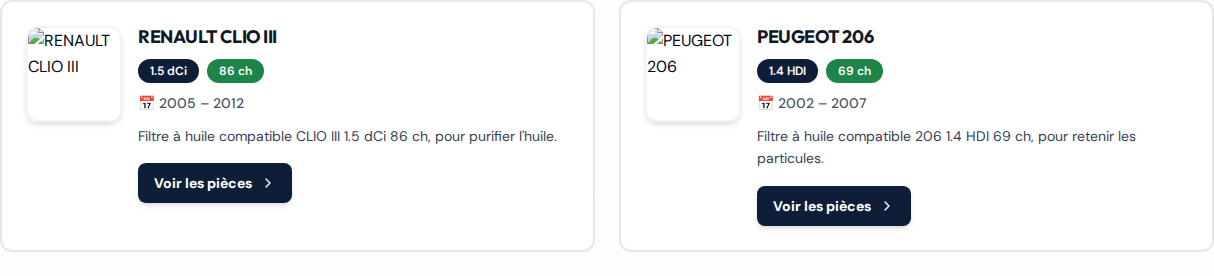 RENAULT CLIO III
RENAULT CLIO III
1.5 dCi 86 ch
📅 2005 – 2012
Filtre à huile compatible CLIO III 1.5 dCi 86 ch, pour purifier l'huile.
Voir les pièces
PEUGEOT 206
PEUGEOT 206
1.4 HDI 69 ch
📅 2002 – 2007
Filtre à huile compatible 206 1.4 HDI 69 ch, pour retenir les
particules.
Voir les pièces